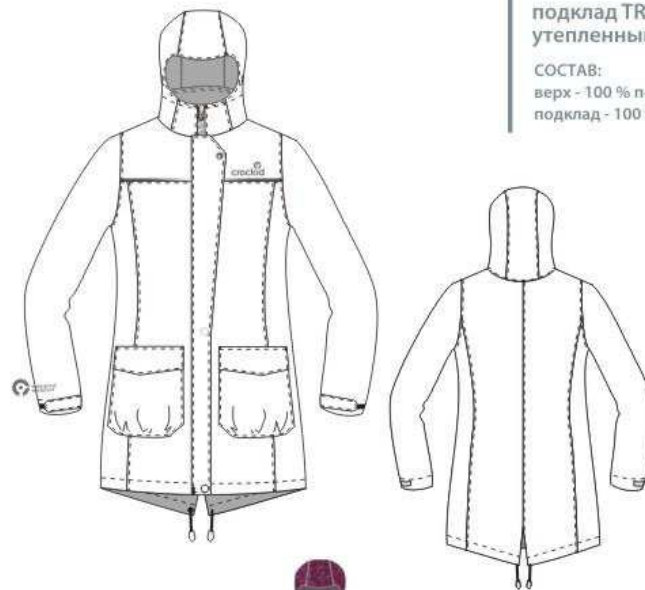 подклад TR
утепленны
СОСТАВ:
верх - 100 % п
подклад - 100
crockid